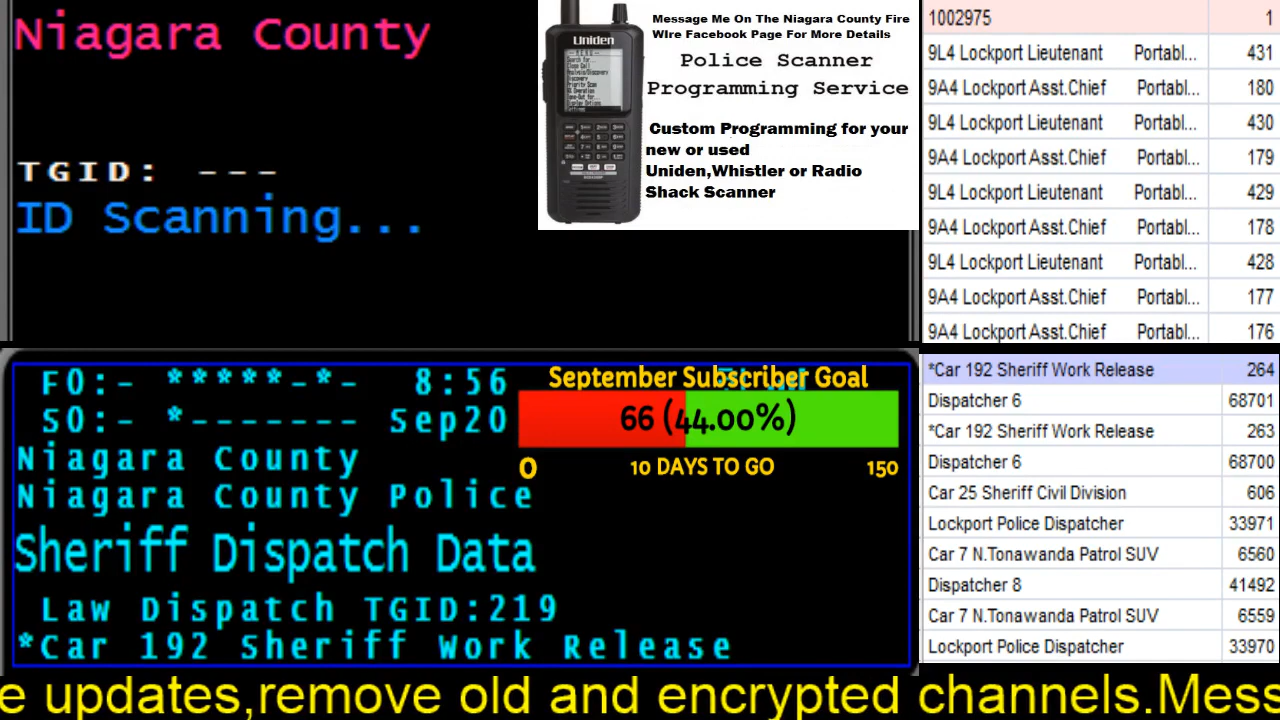 Niagara County
TGID: ---
ID Scanning...
Uniden
Message Me On The Niagara County Fire
WIre Facebook Page For More Details
Police Scanner
Programming Service
Custom Programming for your
new or used
Uniden,Whistler or Radio
Shack Scanner
1002975 1
9L4 Lockport Lieutenant Portabl... 431
9A4 Lockport Asst.Chief Portabl... 180
9L4 Lockport Lieutenant Portabl... 430
9A4 Lockport Asst.Chief Portabl... 179
9L4 Lockport Lieutenant Portabl... 429
9A4 Lockport Asst.Chief Portabl... 178
9L4 Lockport Lieutenant Portabl... 428
9A4 Lockport Asst.Chief Portabl... 177
9A4 Lockport Asst.Chief Portabl... 176
F0:- *****-*- 8:56
S0:- *------- Sep20
Niagara County
Niagara County Police
Sheriff Dispatch Data
Law Dispatch TGID:219
*Car 192 Sheriff Work Release
September Subscriber Goal
66 (44.00%)
0 10 DAYS TO GO 150
*Car 192 Sheriff Work Release 264
Dispatcher 6 68701
*Car 192 Sheriff Work Release 263
Dispatcher 6 68700
Car 25 Sheriff Civil Division 606
Lockport Police Dispatcher 33971
Car 7 N.Tonawanda Patrol SUV 6560
Dispatcher 8 41492
Car 7 N.Tonawanda Patrol SUV 6559
Lockport Police Dispatcher 33970
e updates,remove old and encrypted channels.Mess